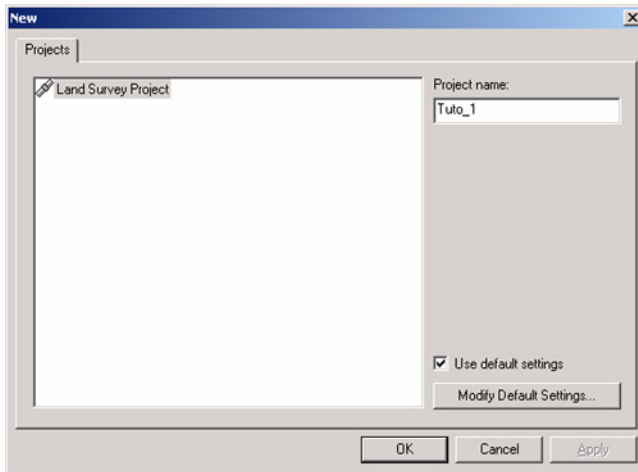 New
Projects
Land Survey Project
Project name:
Tuto_1
Use default settings
Modify Default Settings...
OK
Cancel
Apply